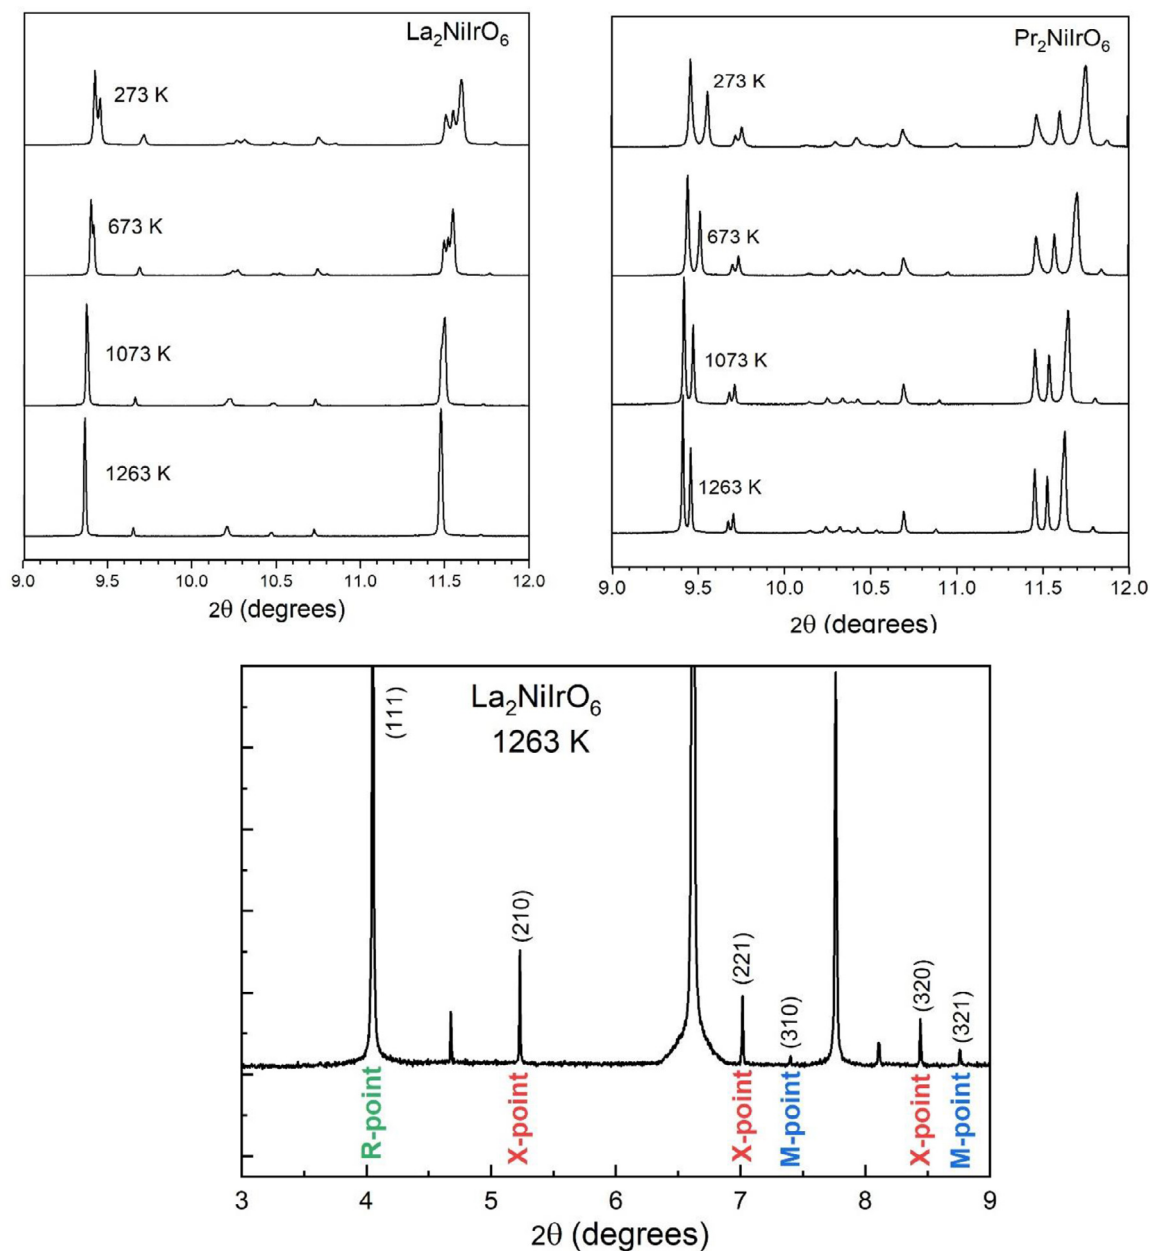 La₂NiIrO₆
273 K
673 K
1073 K
1263 K
9.0 9.5 10.0 10.5 11.0 11.5 12.0
2θ (degrees)
Pr₂NiIrO₆
273 K
673 K
1073 K
1263 K
9.0 9.5 10.0 10.5 11.0 11.5 12.0
2θ (degrees)
La₂NiIrO₆
1263 K
(111)
(210)
(221)
(310)
(320)
(321)
R-point
X-point
X-point
M-point
X-point
M-point
3 4 5 6 7 8 9
2θ (degrees)